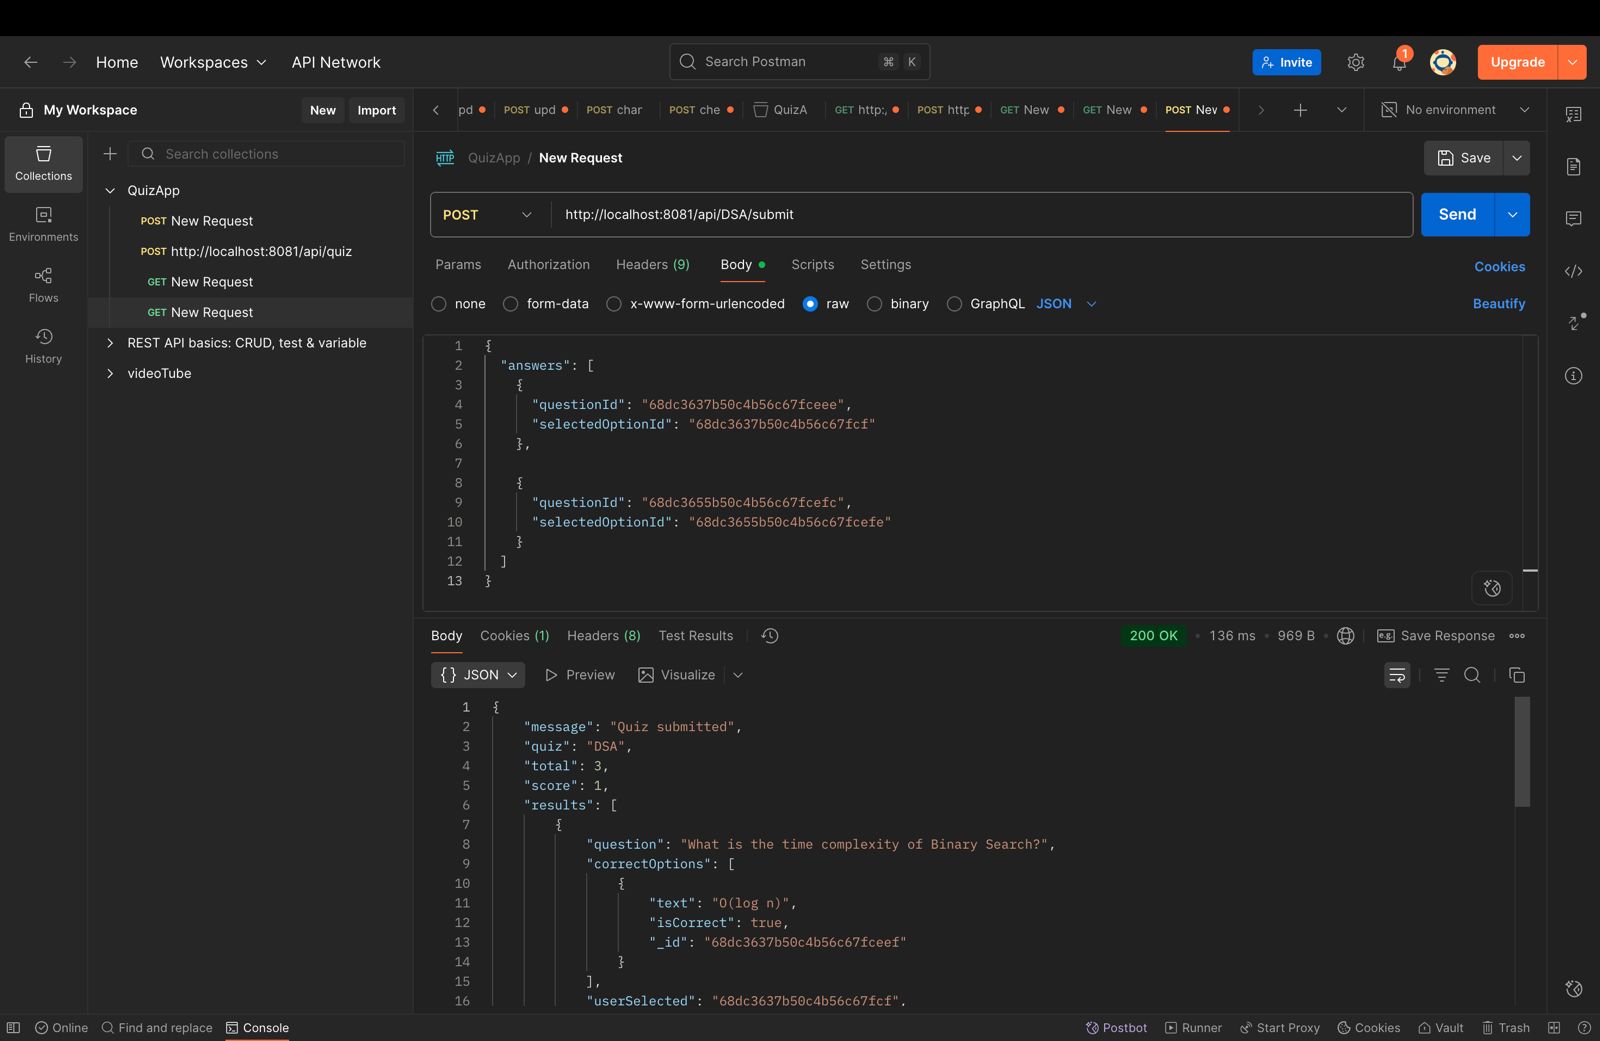 Home
Workspaces
API Network
Search Postman
⌘
K
Invite
1
Upgrade
My Workspace
New
Import
pd
POST upd
POST char
POST che
QuizA
GET http:,
POST http
GET New
GET New
POST New
No environment
Collections
Environments
Flows
History
Search collections
QuizApp
POST New Request
POST http://localhost:8081/api/quiz
GET New Request
GET New Request
REST API basics: CRUD, test & variable
videoTube
HTTP QuizApp / New Request
Save
POST
http://localhost:8081/api/DSA/submit
Send
Params
Authorization
Headers (9)
Body
Scripts
Settings
Cookies
none
form-data
x-www-form-urlencoded
raw
binary
GraphQL
JSON
Beautify
1 {
2 "answers": [
3 {
4 "questionId": "68dc3637b50c4b56c67fceee",
5 "selectedOptionId": "68dc3637b50c4b56c67fcf"
6 },
7
8 {
9 "questionId": "68dc3655b50c4b56c67fcefc",
10 "selectedOptionId": "68dc3655b50c4b56c67fcefe"
11 }
12 ]
13 }
Body
Cookies (1)
Headers (8)
Test Results
200 OK
136 ms
969 B
e.g. Save Response
{} JSON
Preview
Visualize
1 {
2 "message": "Quiz submitted",
3 "quiz": "DSA",
4 "total": 3,
5 "score": 1,
6 "results": [
7 {
8 "question": "What is the time complexity of Binary Search?",
9 "correctOptions": [
10 {
11 "text": "O(log n)",
12 "isCorrect": true,
13 "_id": "68dc3637b50c4b56c67fceef"
14 }
15 ],
16 "userSelected": "68dc3637b50c4b56c67fcf",
Online
Find and replace
Console
Postbot
Runner
Start Proxy
Cookies
Vault
Trash